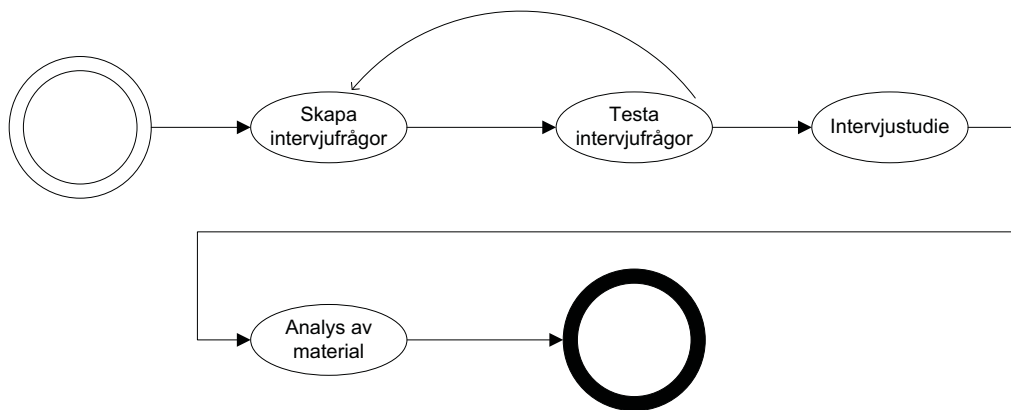 Skapa
intervjufrågor
Testa
intervjufrågor
Intervjustudie
Analys av
material